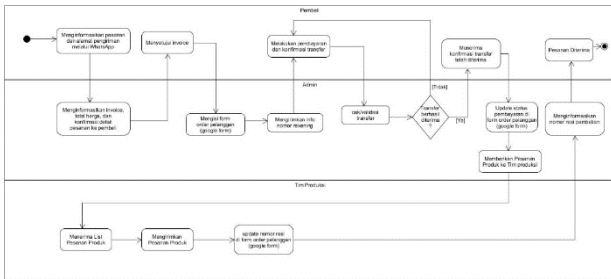 Pembeli
Menginformasikan pesanan
dan alamat pengiriman
melalui WhatsApp
Menyetujui invoice
Melakukan pembayaran
dan konfirmasi transfer
Menerima
konfirmasi transfer
telah diterima
Pesanan Diterima
[Tidak]
Admin
Menginformasikan invoice,
total harga, dan
konfirmasi detail
pesanan ke pembeli
Mengisi form
order pelanggan
(google form)
Mengirimkan info
nomor rekening
cek/validasi
transfer
Transfer
berhasil
diterima
?
[Ya]
Update status
pembayaran di
form order pelanggan
(google form)
Menginformasikan
nomor resi pembelian
Memberikan Pesanan
Produk ke Tim produksi
Tim Produksi
Menerima List
Pesanan Produk
Mengirimkan
Pesanan Produk
update nomor resi
di form order pelanggan
(google form)